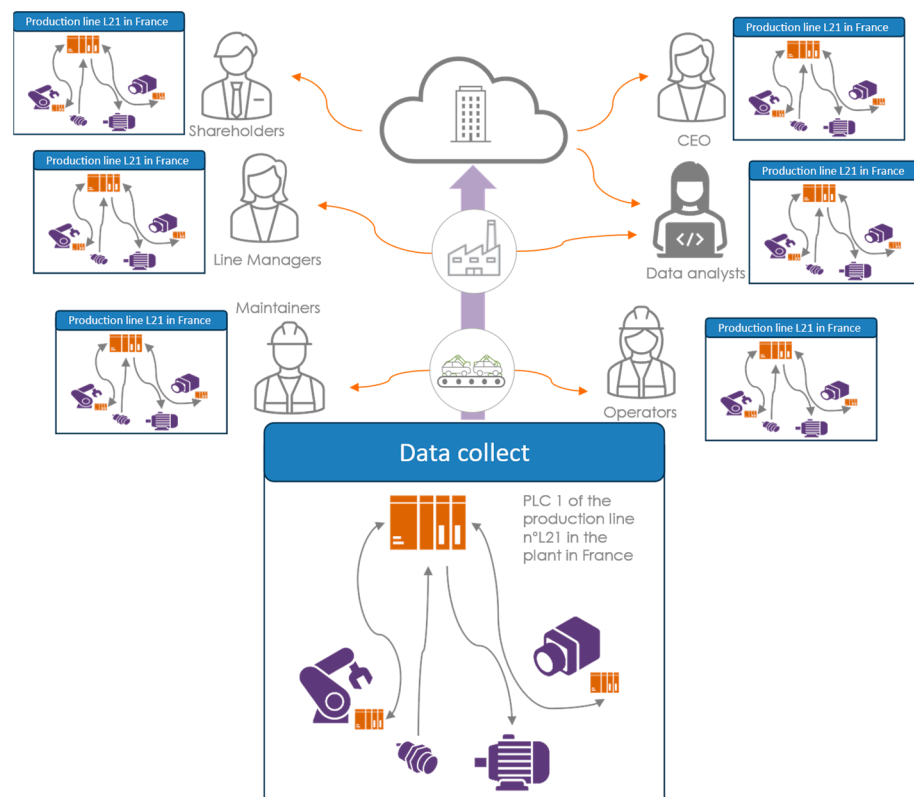 Production line L21 in France
Production line L21 in France
Shareholders
CEO
Production line L21 in France
Production line L21 in France
Line Managers
Data analysts
Maintainers
Production line L21 in France
Production line L21 in France
Operators
Data collect
PLC 1 of the
production line
n°L21 in the
plant in France